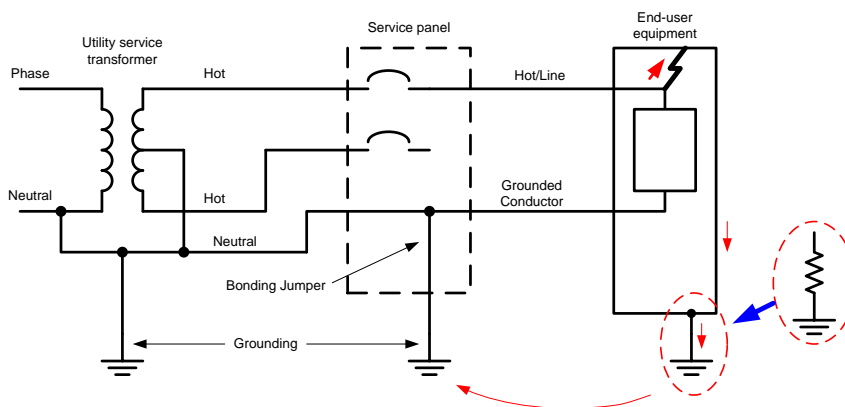 Service panel
End-user
equipment
Utility service
transformer
Phase
Hot
Hot/Line
Neutral
Hot
Grounded
Conductor
Neutral
Bonding Jumper
Grounding